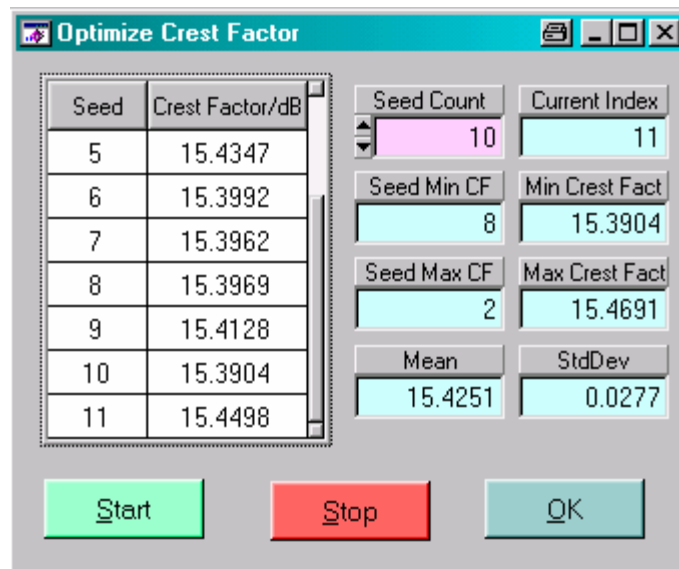 Optimize Crest Factor
Seed Crest Factor/dB
5 15.4347
6 15.3992
7 15.3962
8 15.3969
9 15.4128
10 15.3904
11 15.4498
Seed Count Current Index
10 11
Seed Min CF Min Crest Fact
8 15.3904
Seed Max CF Max Crest Fact
2 15.4691
Mean StdDev
15.4251 0.0277
Start Stop OK